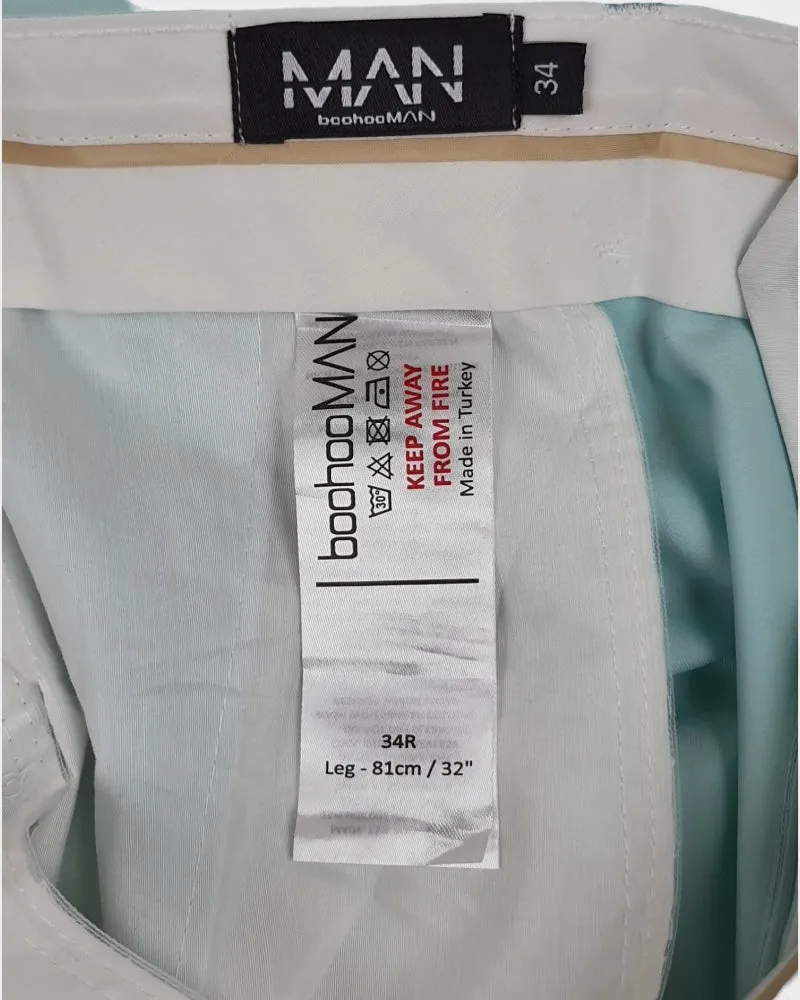 MAN
boohooMAN
34
boohooMAN
30°
KEEP AWAY
FROM FIRE
Made in Turkey
34R
Leg - 81cm / 32"